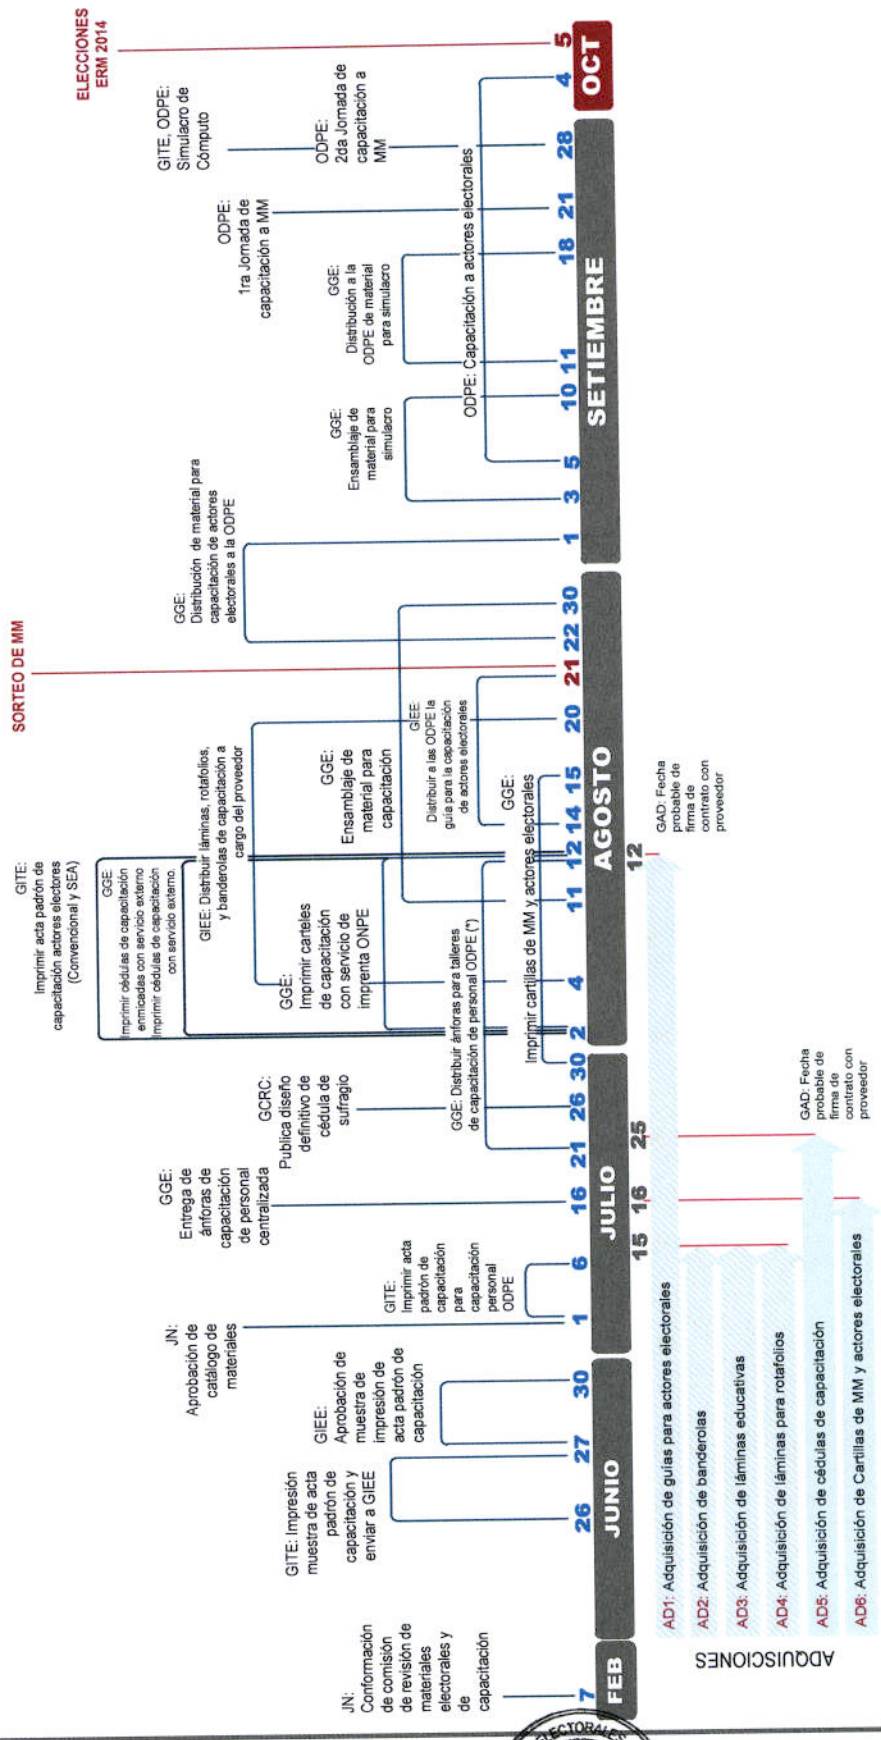 ELECCIONES
ERM 2014
SORTEO DE MM
JN:
Conformación
de comisión
de revisión de
materiales
electorales y
de
capacitación
GITE: Impresión
muestra de acta
padrón de
capacitación y
enviar a GIEE
GIEE:
Aprobación de
muestra de
impresión de
acta padrón de
capacitación
JN:
Aprobación de
catálogo de
materiales
GITE:
Imprimir acta
padrón de
capacitación
para
capacitación
personal
ODPE
GGE:
Entrega de
ánforas de
capacitación
de personal
centralizada
GCRC:
Publica diseño
definitivo de
cédula de
sufragio
GGE: Distribuir ánforas para talleres
de capacitación de personal ODPE (*)
GITE:
Imprimir acta padrón de
capacitación actores electores
(Convencional y SEA)
GGE:
Imprimir cédulas de capacitación
enmicadas con servicio externo
Imprimir cédulas de capacitación
con servicio externo.
GIEE: Distribuir láminas, rotafolios,
y banderolas de capacitación a
cargo del proveedor
GGE:
Imprimir carteles
de capacitación
con servicio de
imprenta ONPE
GGE:
Ensamblaje de
material para
capacitación
GIEE:
Distribuir a las ODPE la
guía para la capacitación
de actores electorales
GGE:
Imprimir cartillas de MM y actores electorales
GGE:
Distribución de material para
capacitación de actores
electorales a la ODPE
GGE:
Ensamblaje de
material para
simulacro
GGE:
Distribución a la
ODPE de material
para simulacro
ODPE: Capacitación a actores electorales
ODPE:
1ra Jornada de
capacitación a MM
GITE, ODPE:
Simulacro de
Cómputo
ODPE:
2da Jornada de
capacitación a
MM
7 26 27 30 1 6 16 21 26 30 2 4 11 12 14 15 20 21 22 30 1 3 5 10 11 18 21 28 4 5
FEB JUNIO JULIO AGOSTO SETIEMBRE OCT
15 16 25 12
ADQUISCIONES
AD1: Adquisición de guías para actores electorales
AD2: Adquisición de banderolas
AD3: Adquisición de láminas educativas
AD4: Adquisición de láminas para rotafolios
AD5: Adquisición de cédulas de capacitación
AD6: Adquisición de Cartillas de MM y actores electorales
GAD: Fecha
probable de
firma de
contrato con
proveedor
GAD: Fecha
probable de
firma de
contrato con
proveedor
ELECTORALES